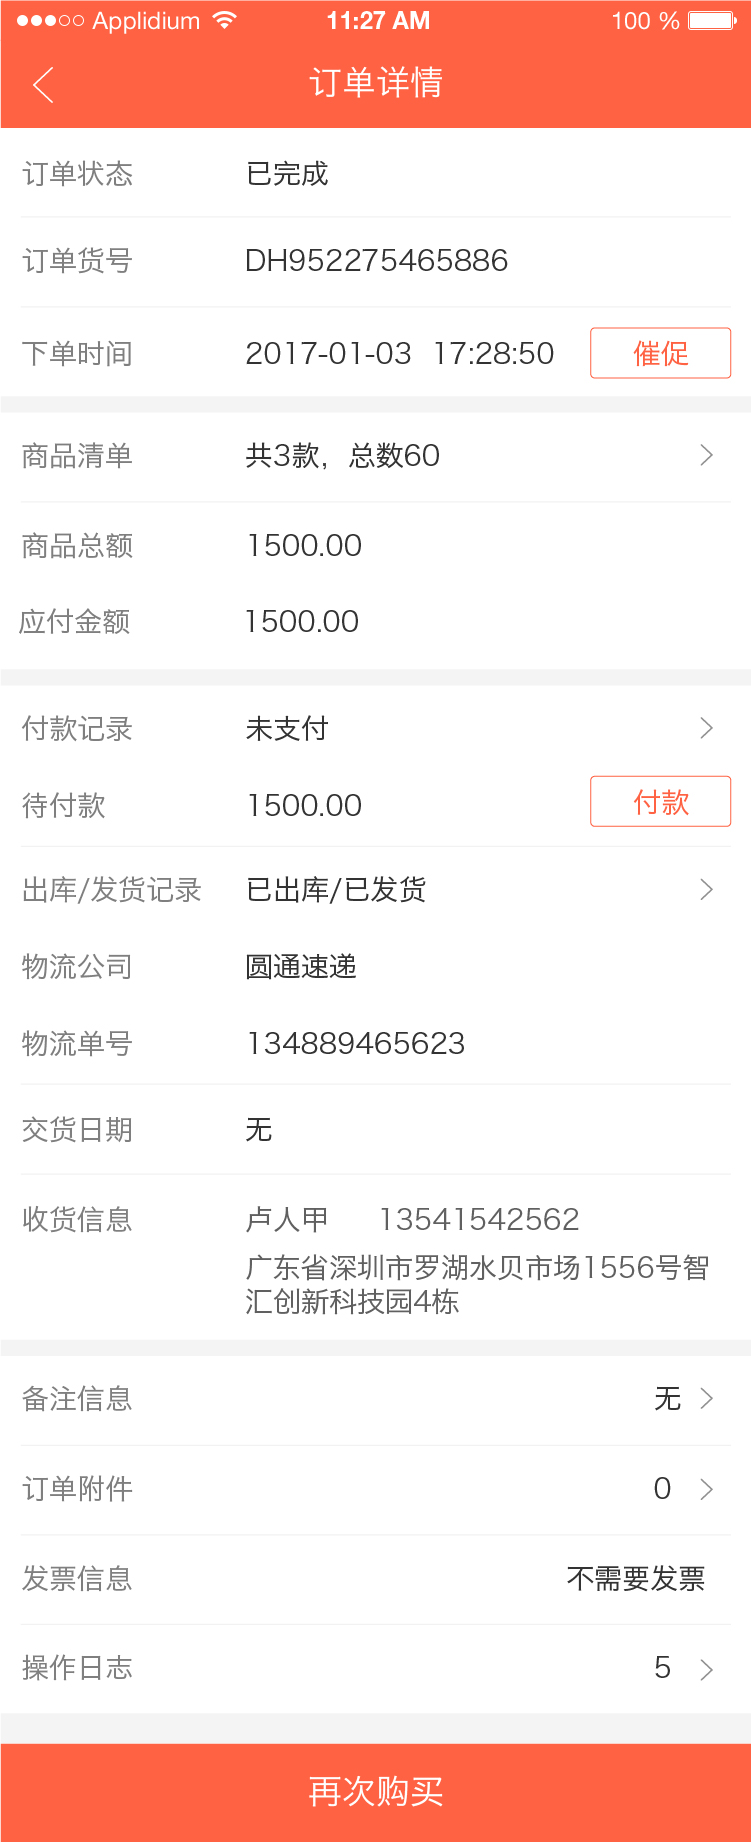 Applidium 11:27 AM 100 %
订单详情
订单状态 已完成
订单货号 DH952275465886
下单时间 2017-01-03 17:28:50 催促
商品清单 共3款，总数60
商品总额 1500.00
应付金额 1500.00
付款记录 未支付
待付款 1500.00 付款
出库/发货记录 已出库/已发货
物流公司 圆通速递
物流单号 134889465623
交货日期 无
收货信息 卢人甲 13541542562
广东省深圳市罗湖水贝市场1556号智
汇创新科技园4栋
备注信息 无
订单附件 0
发票信息 不需要发票
操作日志 5
再次购买